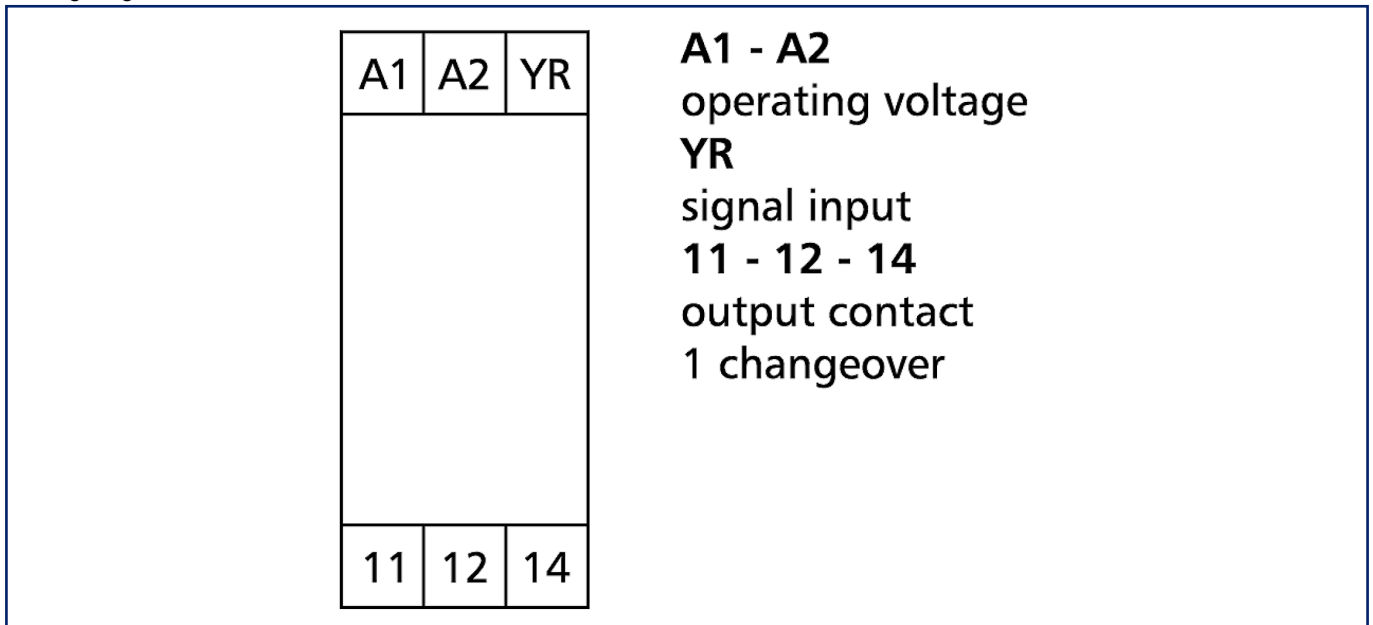 A1 A2 YR
A1 - A2
operating voltage
YR
signal input
11 - 12 - 14
output contact
1 changeover
11 12 14